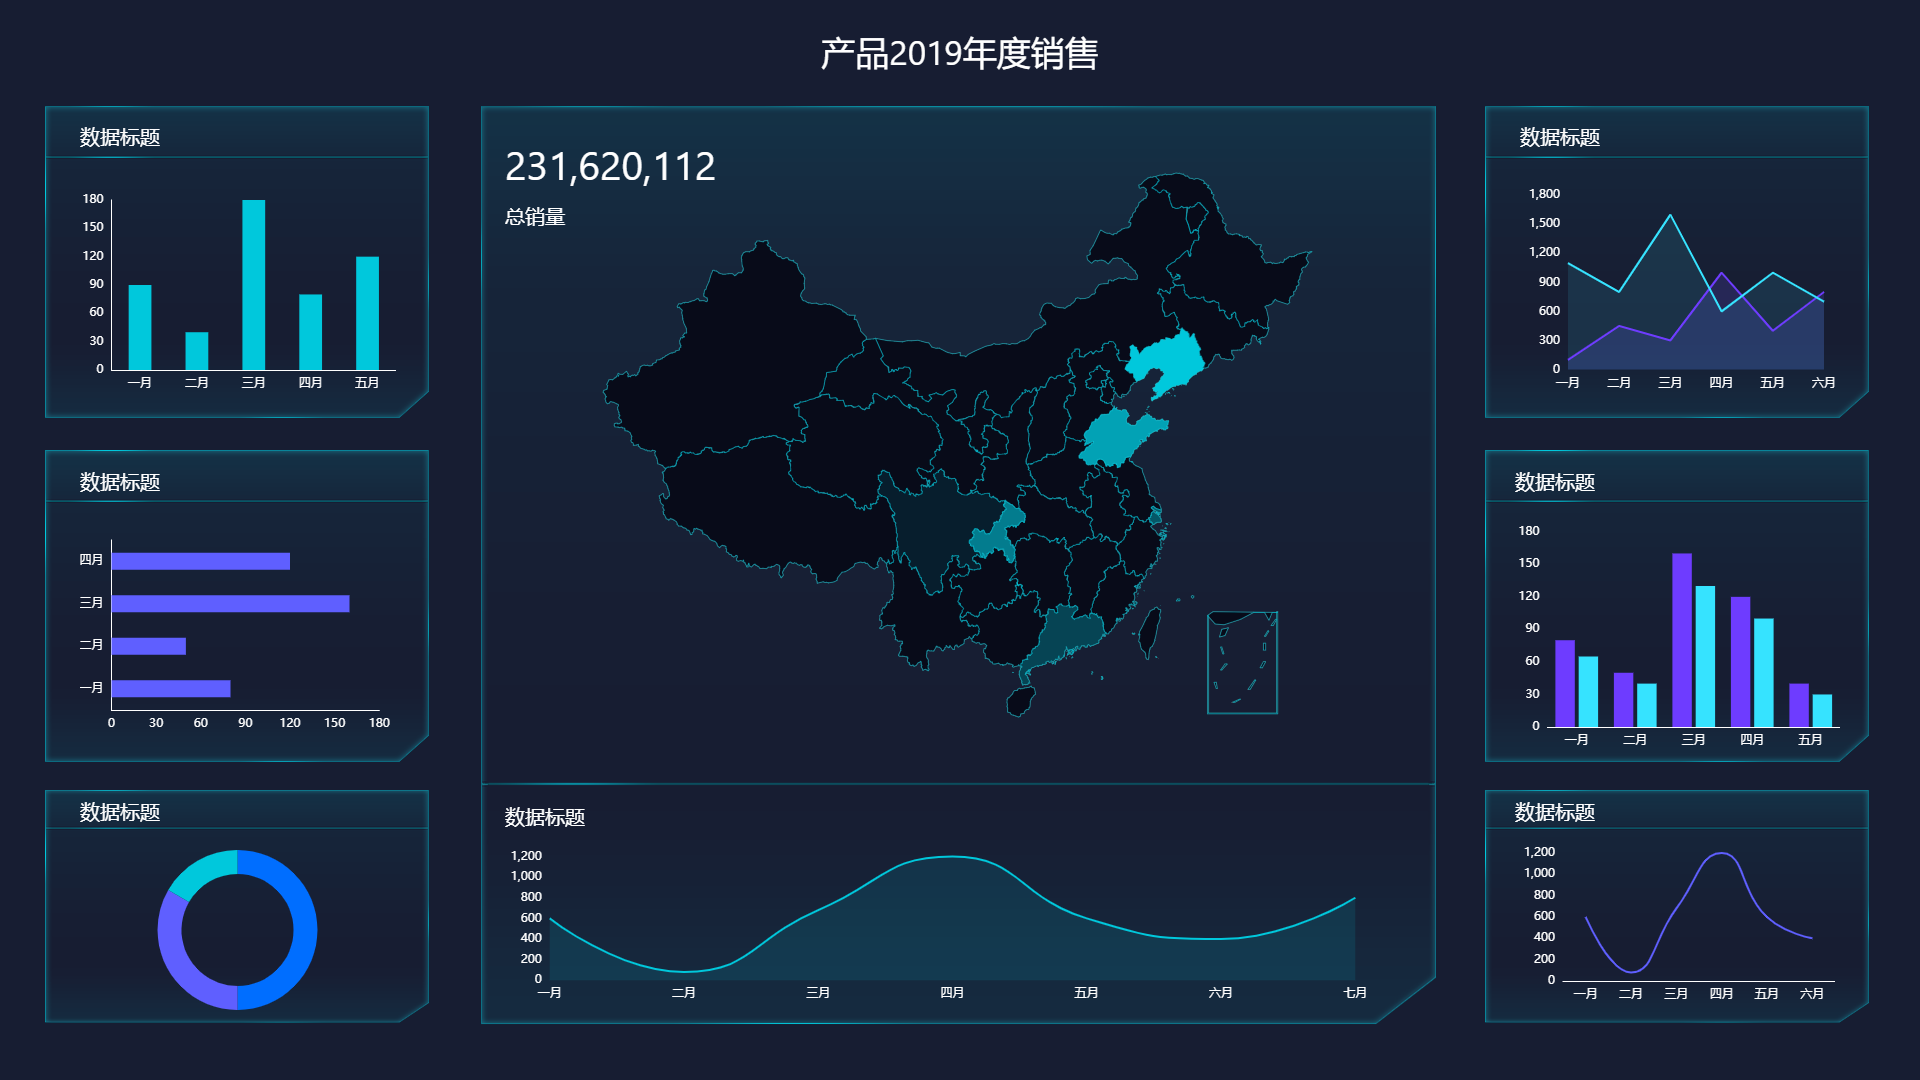 产品2019年度销售
数据标题
180
150
120
90
60
30
0
一月 二月 三月 四月 五月
数据标题
四月
三月
二月
一月
0 30 60 90 120 150 180
数据标题
231,620,112
总销量
数据标题
1,200
1,000
800
600
400
200
0
一月 二月 三月 四月 五月 六月 七月
数据标题
1,800
1,500
1,200
900
600
300
0
一月 二月 三月 四月 五月 六月
数据标题
180
150
120
90
60
30
0
一月 二月 三月 四月 五月
数据标题
1,200
1,000
800
600
400
200
0
一月 二月 三月 四月 五月 六月